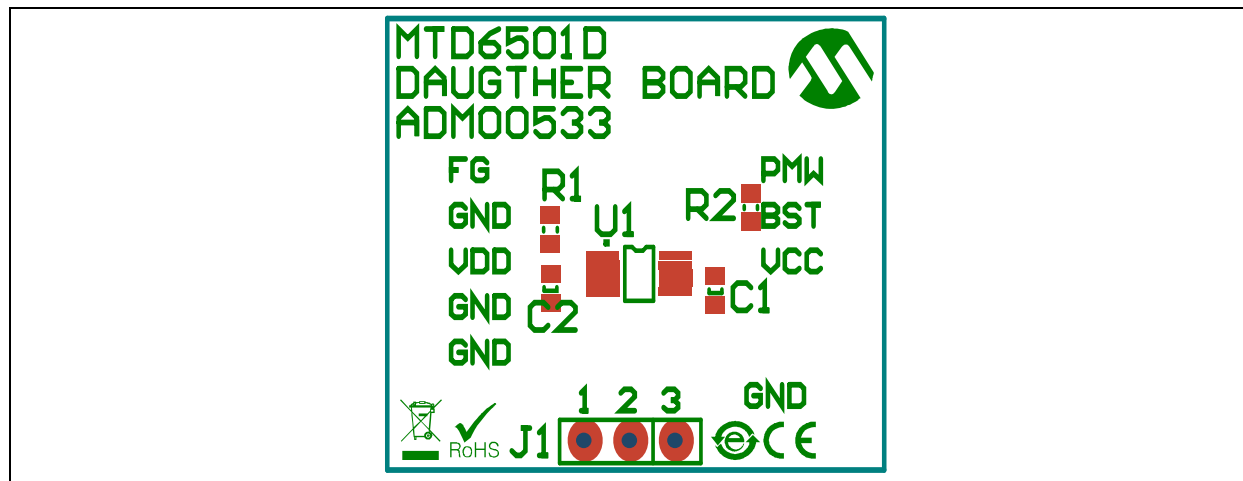 MTD6501D
DAUGTHER BOARD
ADM00533
FG
PMW
R1
R2
GND
BST
U1
VDD
VCC
C1
GND
C2
GND
1 2 3
GND
J1
RoHS
e
CE